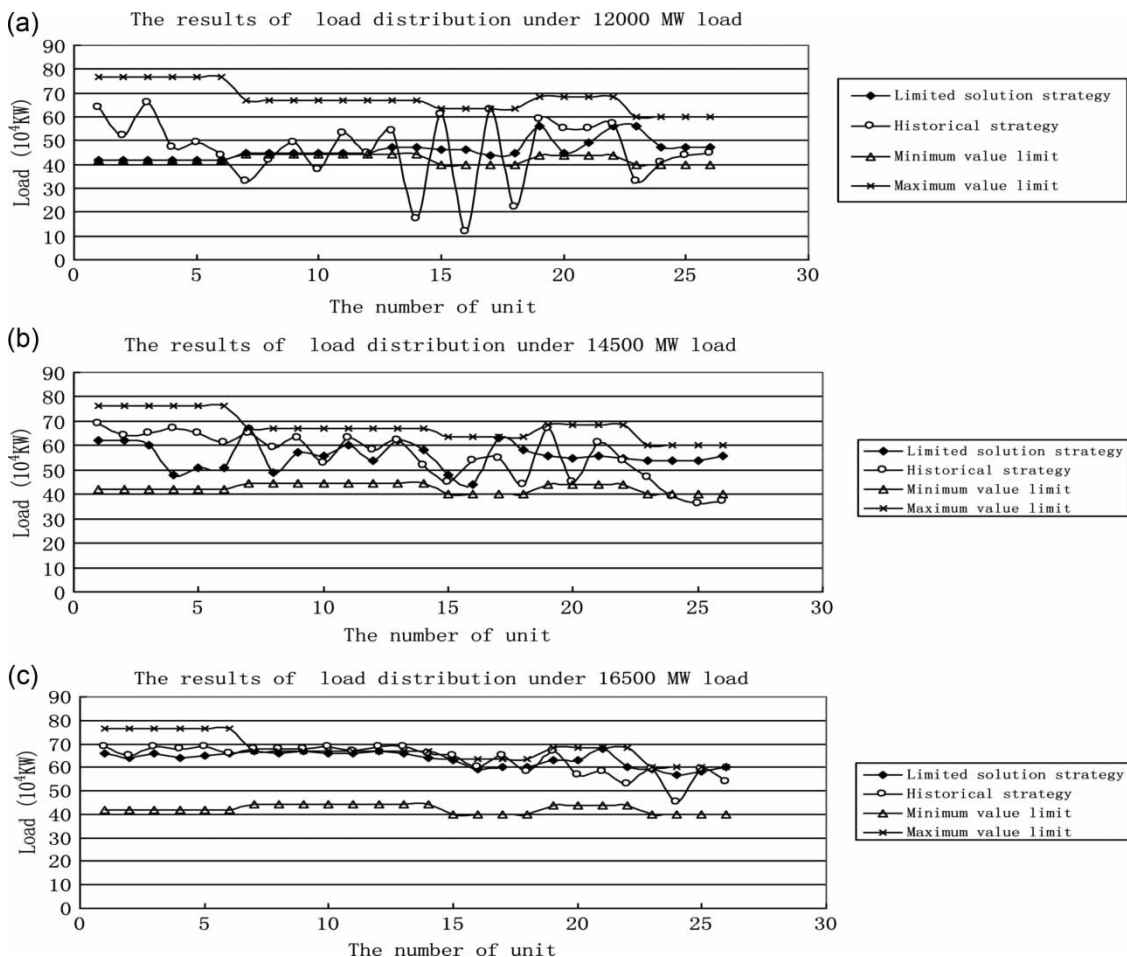 (a)
The results of load distribution under 12000 MW load
90
80
70
60
50
40
30
20
10
0
Load (10⁴KW)
0 5 10 15 20 25 30
The number of unit
Limited solution strategy
Historical strategy
Minimum value limit
Maximum value limit
(b)
The results of load distribution under 14500 MW load
90
80
70
60
50
40
30
20
10
0
Load (10⁴KW)
0 5 10 15 20 25 30
The number of unit
Limited solution strategy
Historical strategy
Minimum value limit
Maximum value limit
(c)
The results of load distribution under 16500 MW load
90
80
70
60
50
40
30
20
10
0
Load (10⁴KW)
0 5 10 15 20 25 30
The number of unit
Limited solution strategy
Historical strategy
Minimum value limit
Maximum value limit